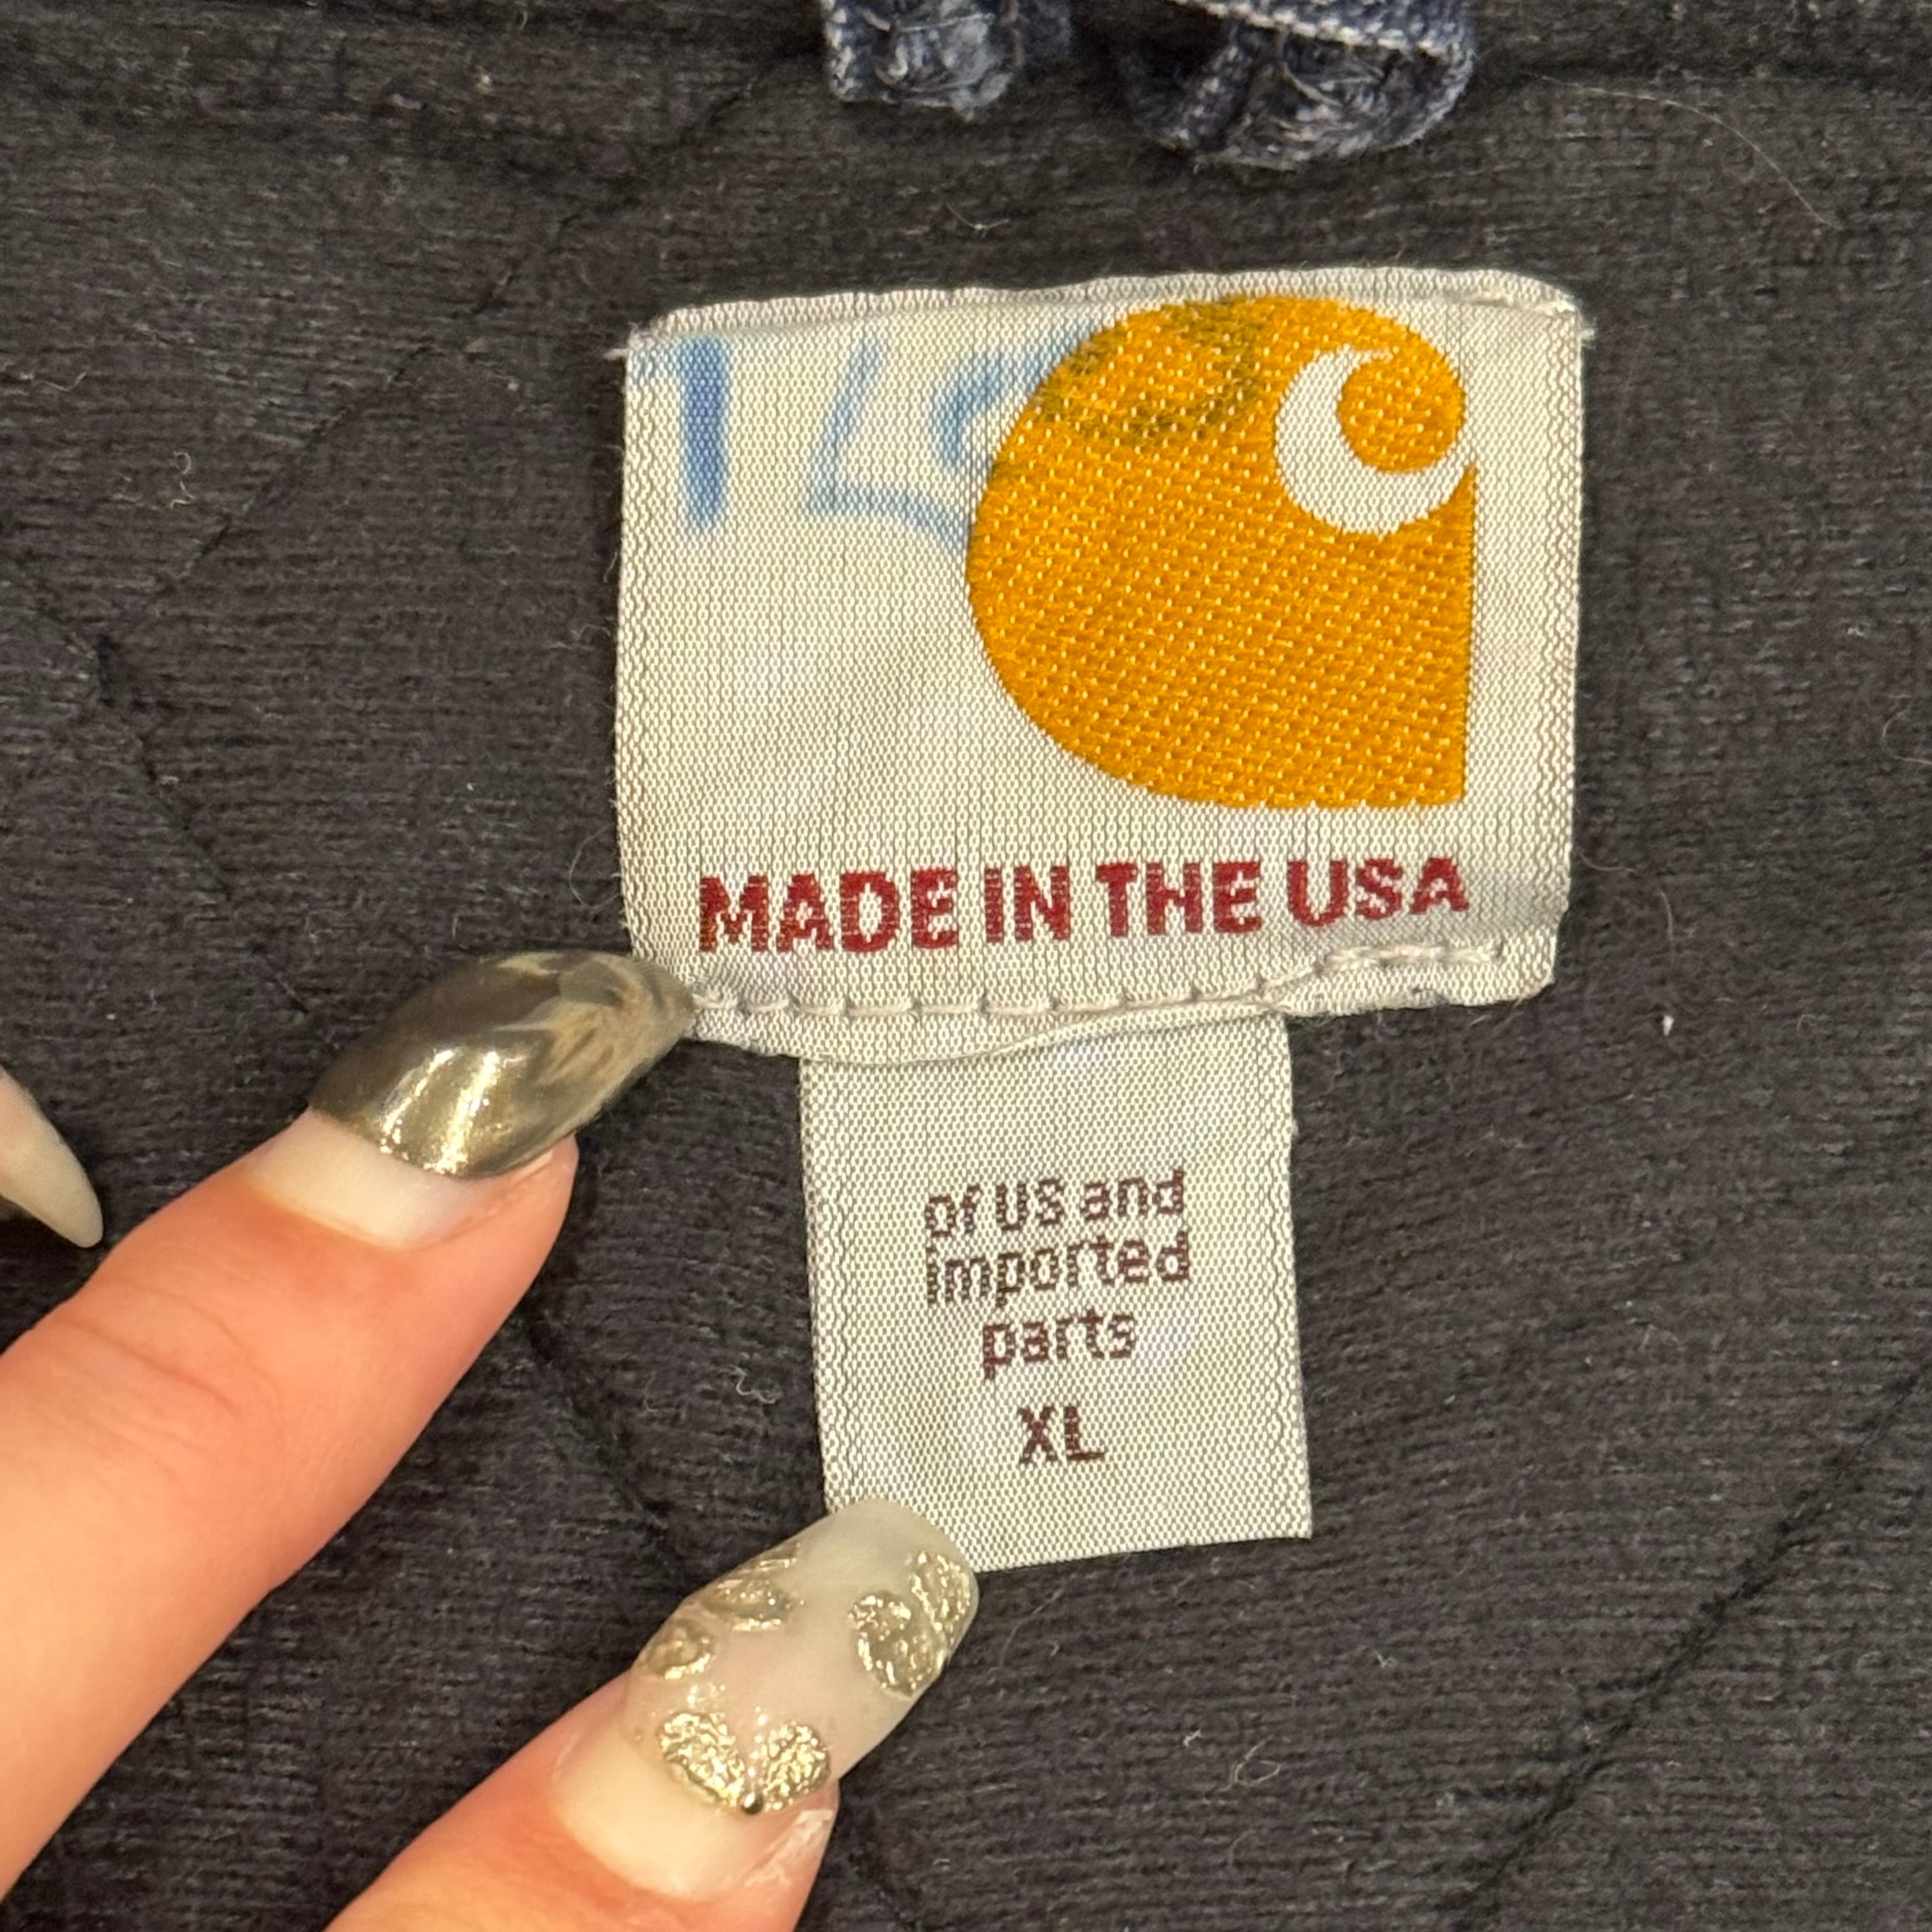 MADE IN THE USA
of US and
imported
parts
XL